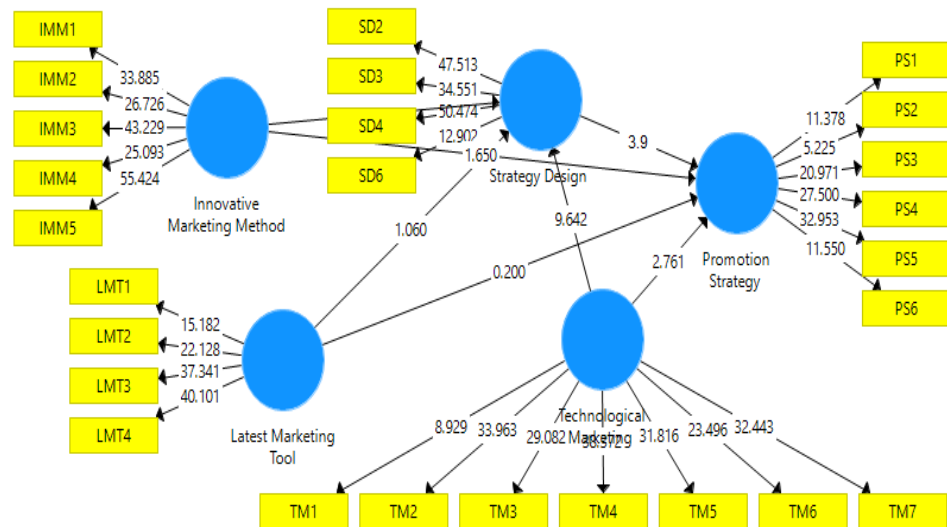 IMM1
IMM2
IMM3
IMM4
IMM5
33.885
26.726
43.229
25.093
55.424
Innovative
Marketing Method
SD2
SD3
SD4
SD6
47.513
34.551
50.474
12.902
Strategy Design
1.650
3.9
1.060
9.642
0.200
2.761
PS1
PS2
PS3
PS4
PS5
PS6
11.378
5.225
20.971
27.500
32.953
11.550
Promotion
Strategy
LMT1
LMT2
LMT3
LMT4
15.182
22.128
37.341
40.101
Latest Marketing
Tool
Technological
Marketing
8.929
33.963
29.082
31.816
23.496
32.443
TM1
TM2
TM3
TM4
TM5
TM6
TM7